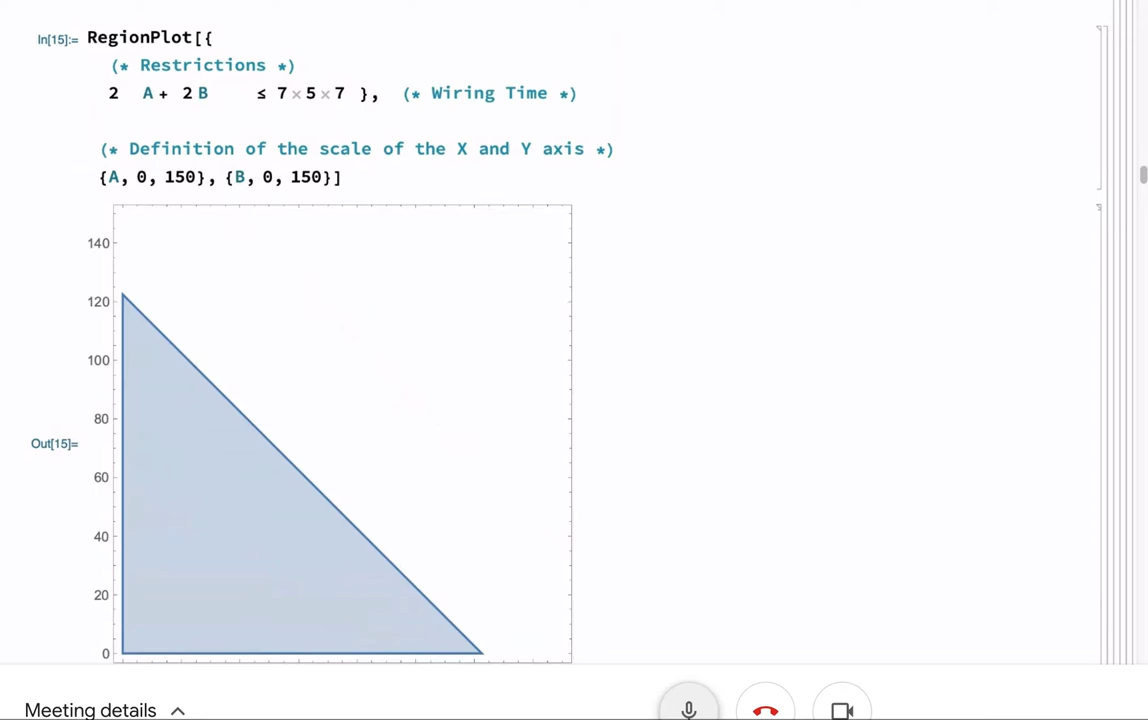 In[15]:= RegionPlot[{
(* Restrictions *)
2 A + 2 B ≤ 7 × 5 × 7 }, (* Wiring Time *)
(* Definition of the scale of the X and Y axis *)
{A, 0, 150}, {B, 0, 150}]
140
120
100
80
Out[15]=
60
40
20
0
Meeting details